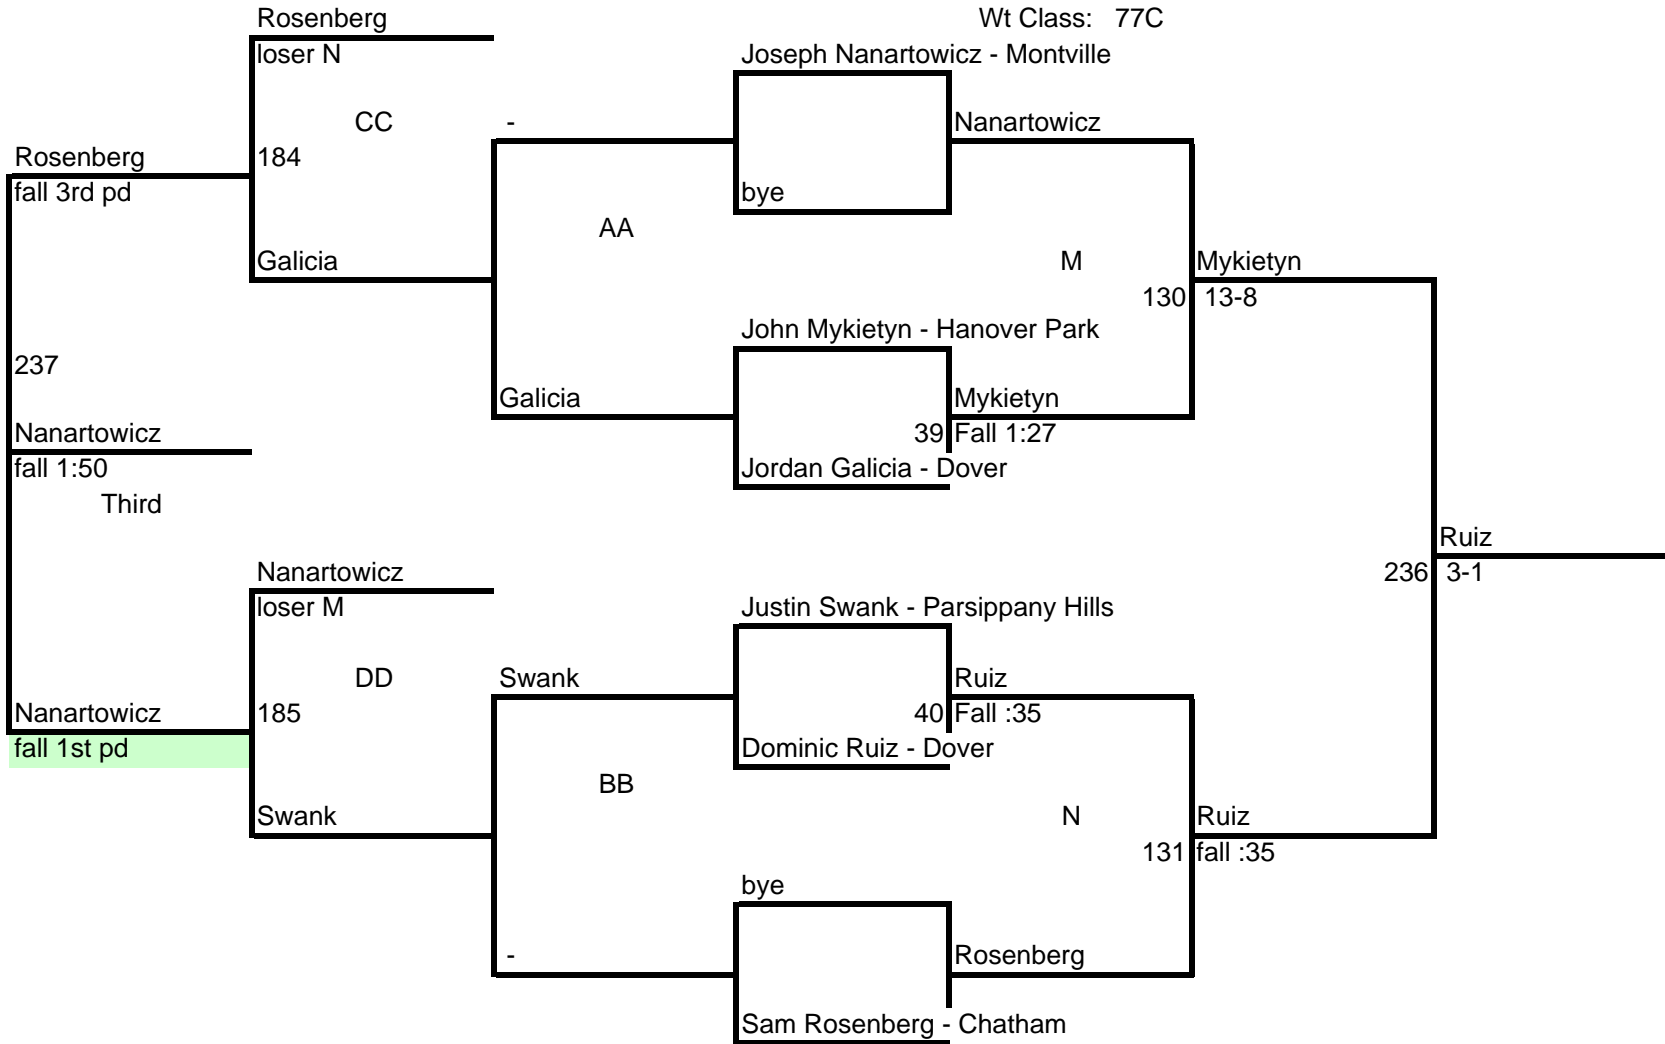 Rosenberg
Wt Class: 77C
loser N
Joseph Nanartowicz - Montville
CC
-
Nanartowicz
Rosenberg
184
fall 3rd pd
bye
AA
Galicia
M
Mykietyn
130 13-8
John Mykietyn - Hanover Park
237
Galicia
Mykietyn
Nanartowicz
39 Fall 1:27
fall 1:50
Jordan Galicia - Dover
Third
Ruiz
Nanartowicz
236 3-1
loser M
Justin Swank - Parsippany Hills
DD
Swank
Ruiz
Nanartowicz
185
40 Fall :35
fall 1st pd
Dominic Ruiz - Dover
BB
Swank
N
Ruiz
131 fall :35
bye
-
Rosenberg
Sam Rosenberg - Chatham